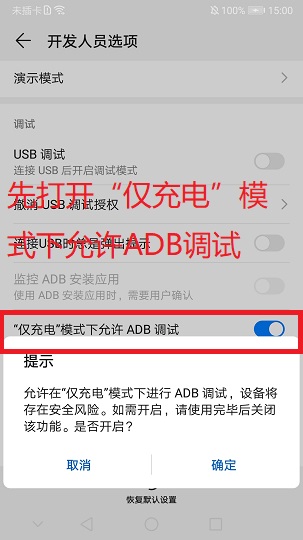 未插卡 100% 15:00
开发人员选项
演示模式
调试
USB 调试
连接 USB 后开启调试模式
先打开“仅充电”模
撤消 USB 调试授权
式下允许ADB调试
连接USB时总是弹出提示
监控 ADB 安装应用
使用 ADB 安装应用时，需要用户确认
“仅充电”模式下允许 ADB 调试
提示
允许在“仅充电”模式下进行 ADB 调试，设备将
存在安全风险。如需开启，请使用完毕后关闭
该功能。是否开启？
取消 确定
恢复默认设置